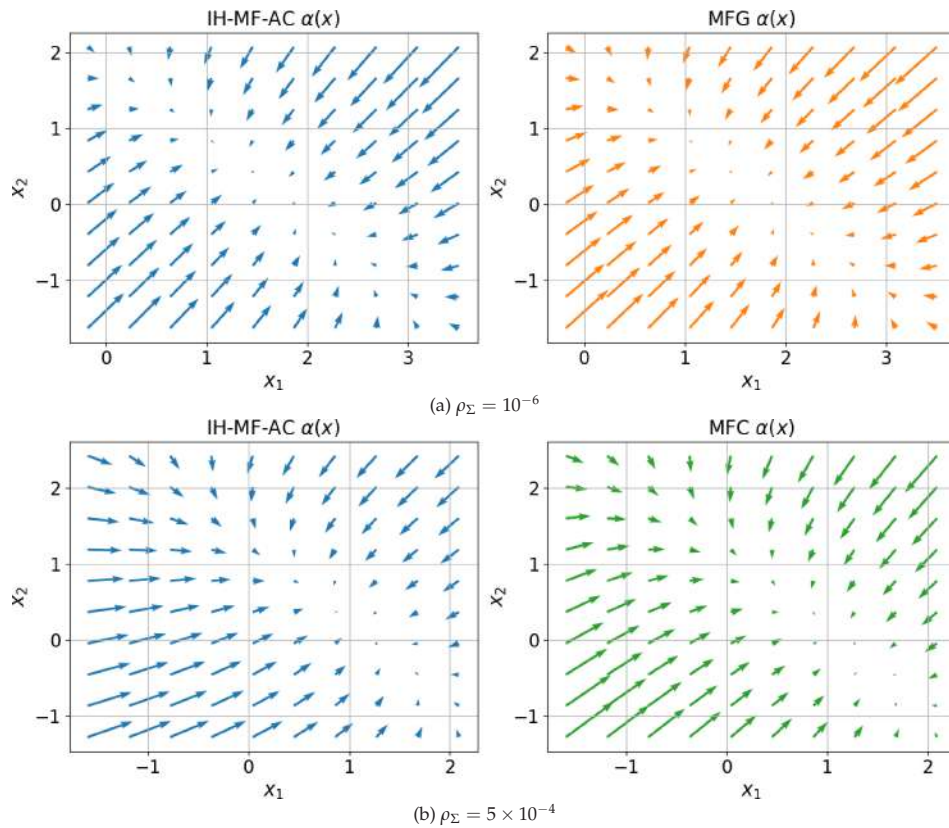 IH-MF-AC α(x)
MFG α(x)
2
1
0
−1
x₂
0 1 2 3
x₁
2
1
0
−1
x₂
0 1 2 3
x₁
(a) ρ_Σ = 10⁻⁶
IH-MF-AC α(x)
MFC α(x)
2
1
0
−1
x₂
−1 0 1 2
x₁
2
1
0
−1
x₂
−1 0 1 2
x₁
(b) ρ_Σ = 5 × 10⁻⁴